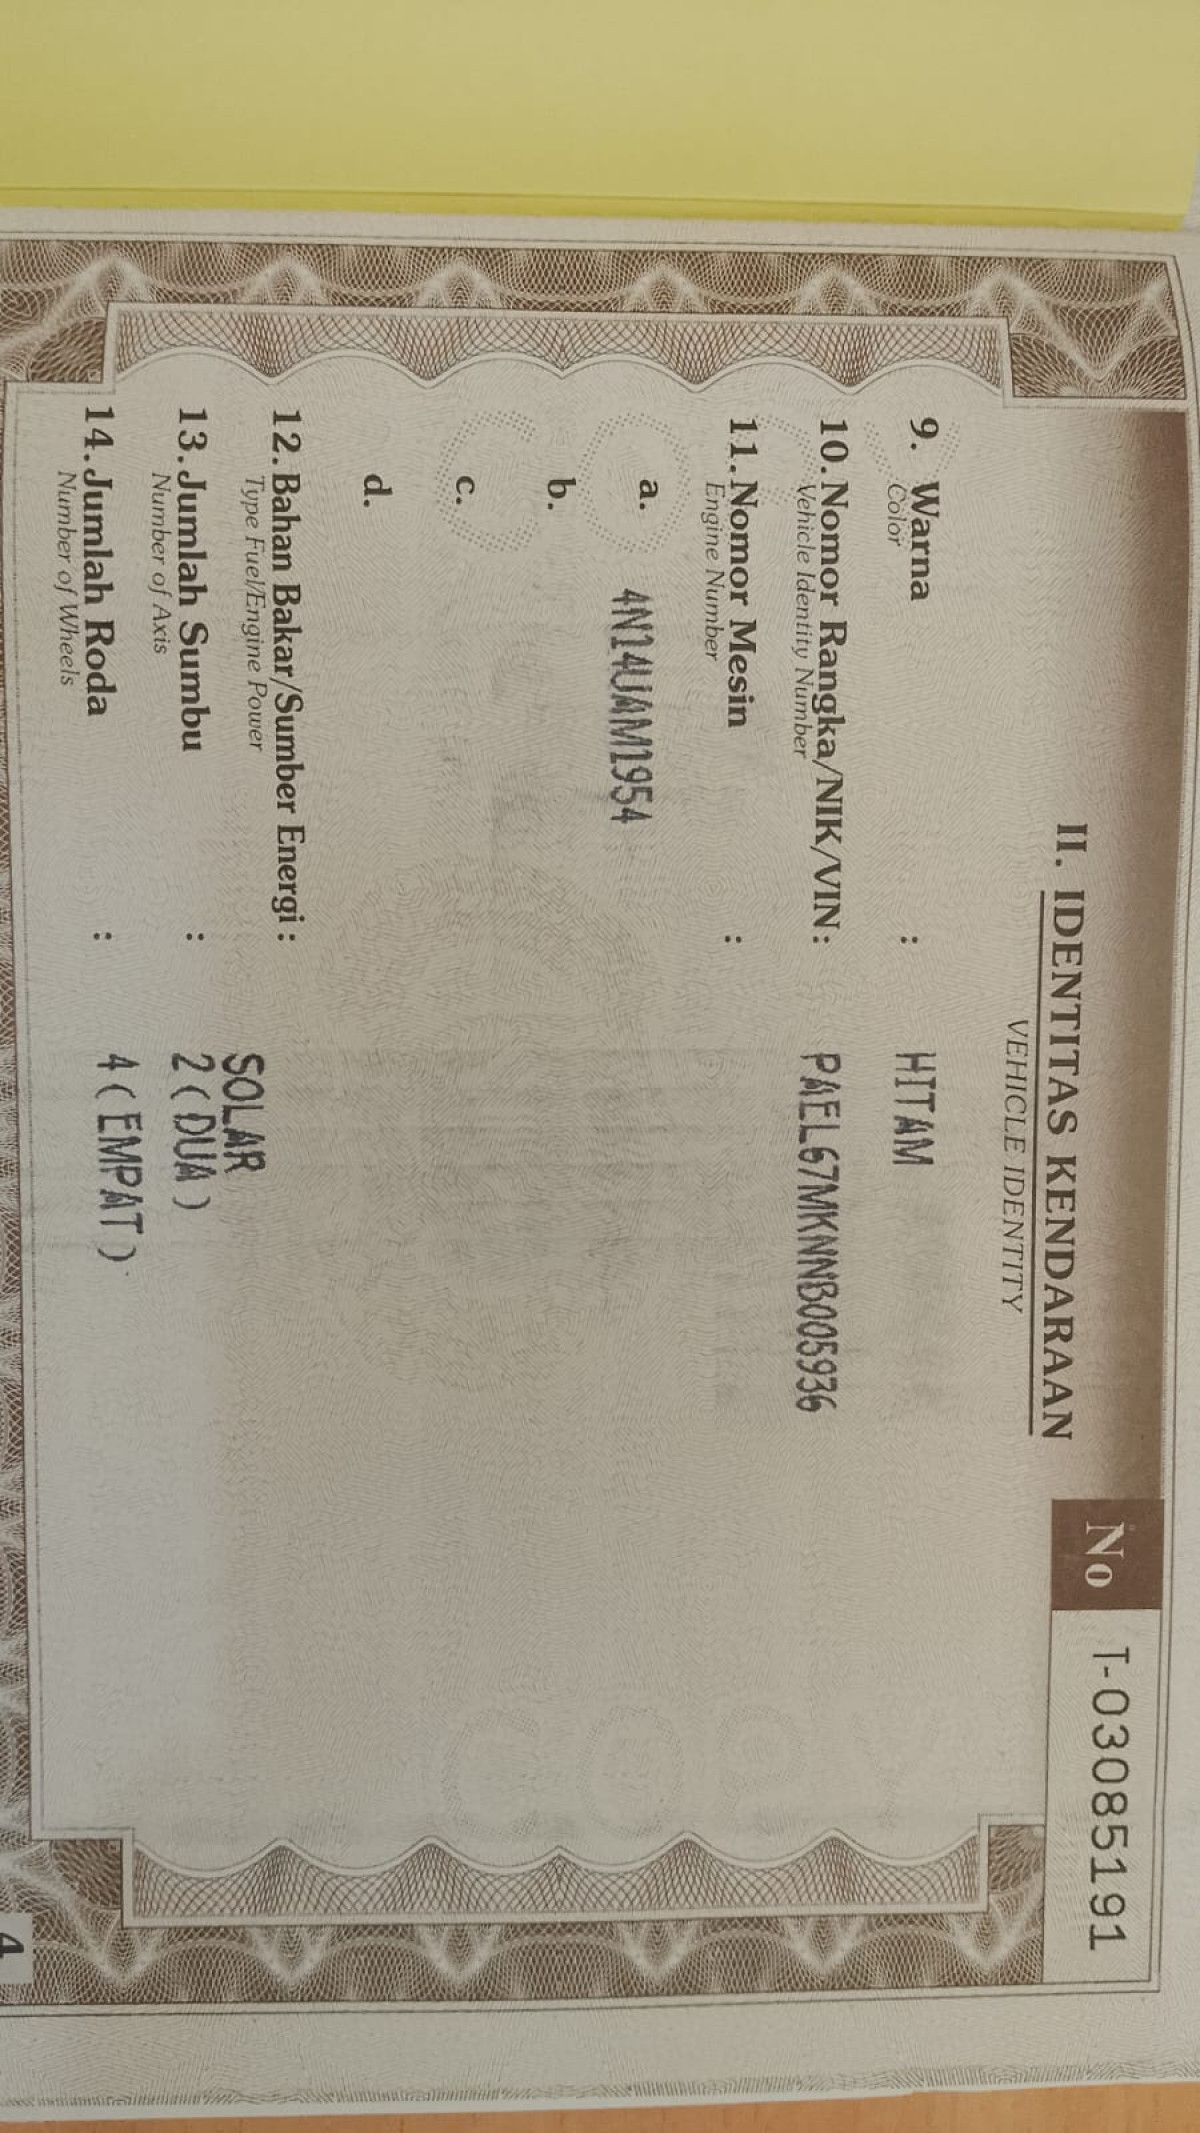 No T-03085191
II. IDENTITAS KENDARAAN
VEHICLE IDENTITY
9. Warna : HITAM
Color
10. Nomor Rangka/NIK/VIN : PAEL67MKNNB005936
Vehicle Identity Number
11. Nomor Mesin :
Engine Number
a. 4N14UAM1954
b.
c.
d.
12. Bahan Bakar/Sumber Energi : SOLAR
Type Fuel/Engine Power
13. Jumlah Sumbu : 2 (DUA)
Number of Axis
14. Jumlah Roda : 4 (EMPAT)
Number of Wheels
4